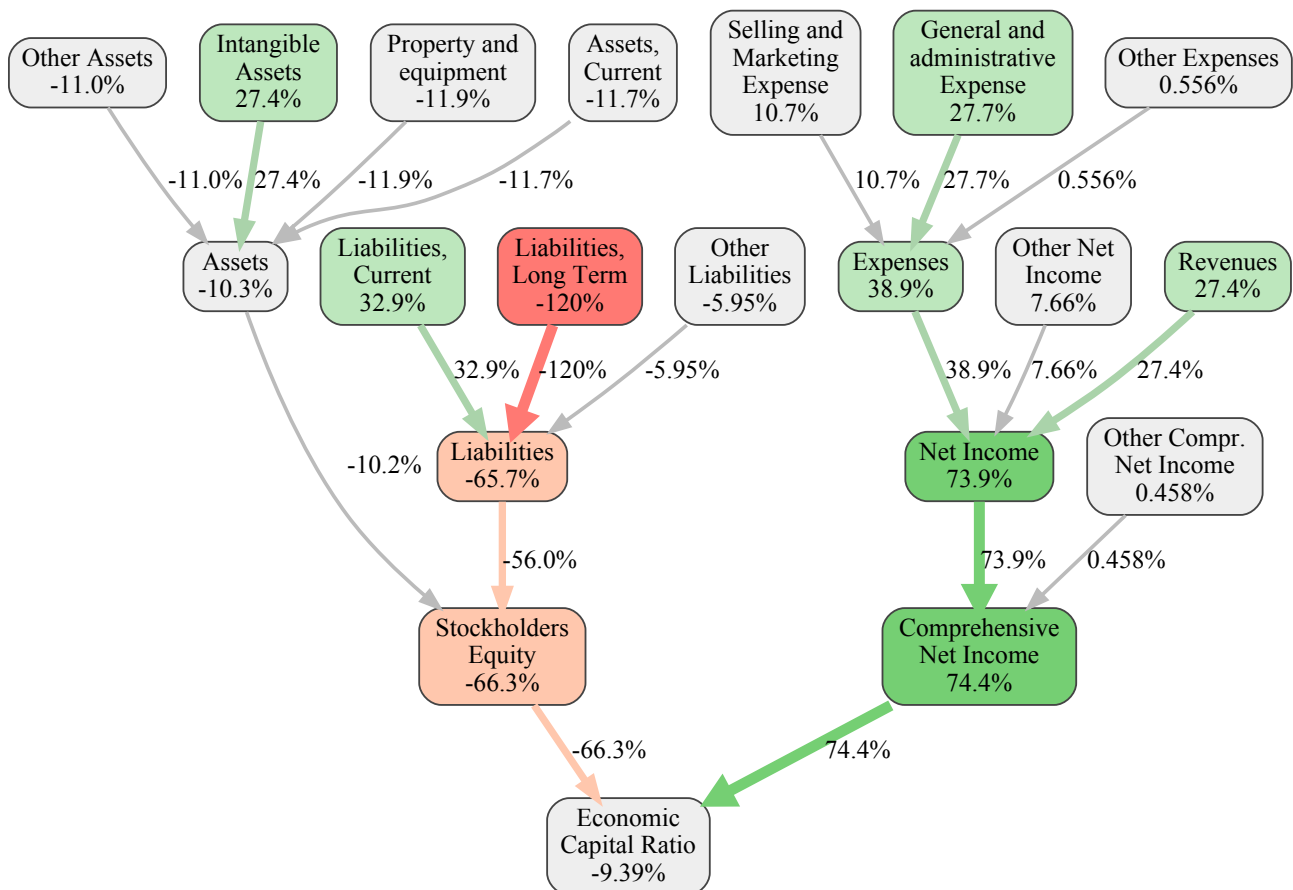 Other Assets
-11.0%
Intangible
Assets
27.4%
Property and
equipment
-11.9%
Assets,
Current
-11.7%
Selling and
Marketing
Expense
10.7%
General and
administrative
Expense
27.7%
Other Expenses
0.556%
-11.0%
27.4%
-11.9%
-11.7%
10.7%
27.7%
0.556%
Assets
-10.3%
Liabilities,
Current
32.9%
Liabilities,
Long Term
-120%
Other
Liabilities
-5.95%
Expenses
38.9%
Other Net
Income
7.66%
Revenues
27.4%
32.9%
-120%
-5.95%
38.9%
7.66%
27.4%
-10.2%
Liabilities
-65.7%
Net Income
73.9%
Other Compr.
Net Income
0.458%
-56.0%
73.9%
0.458%
Stockholders
Equity
-66.3%
Comprehensive
Net Income
74.4%
-66.3%
74.4%
Economic
Capital Ratio
-9.39%